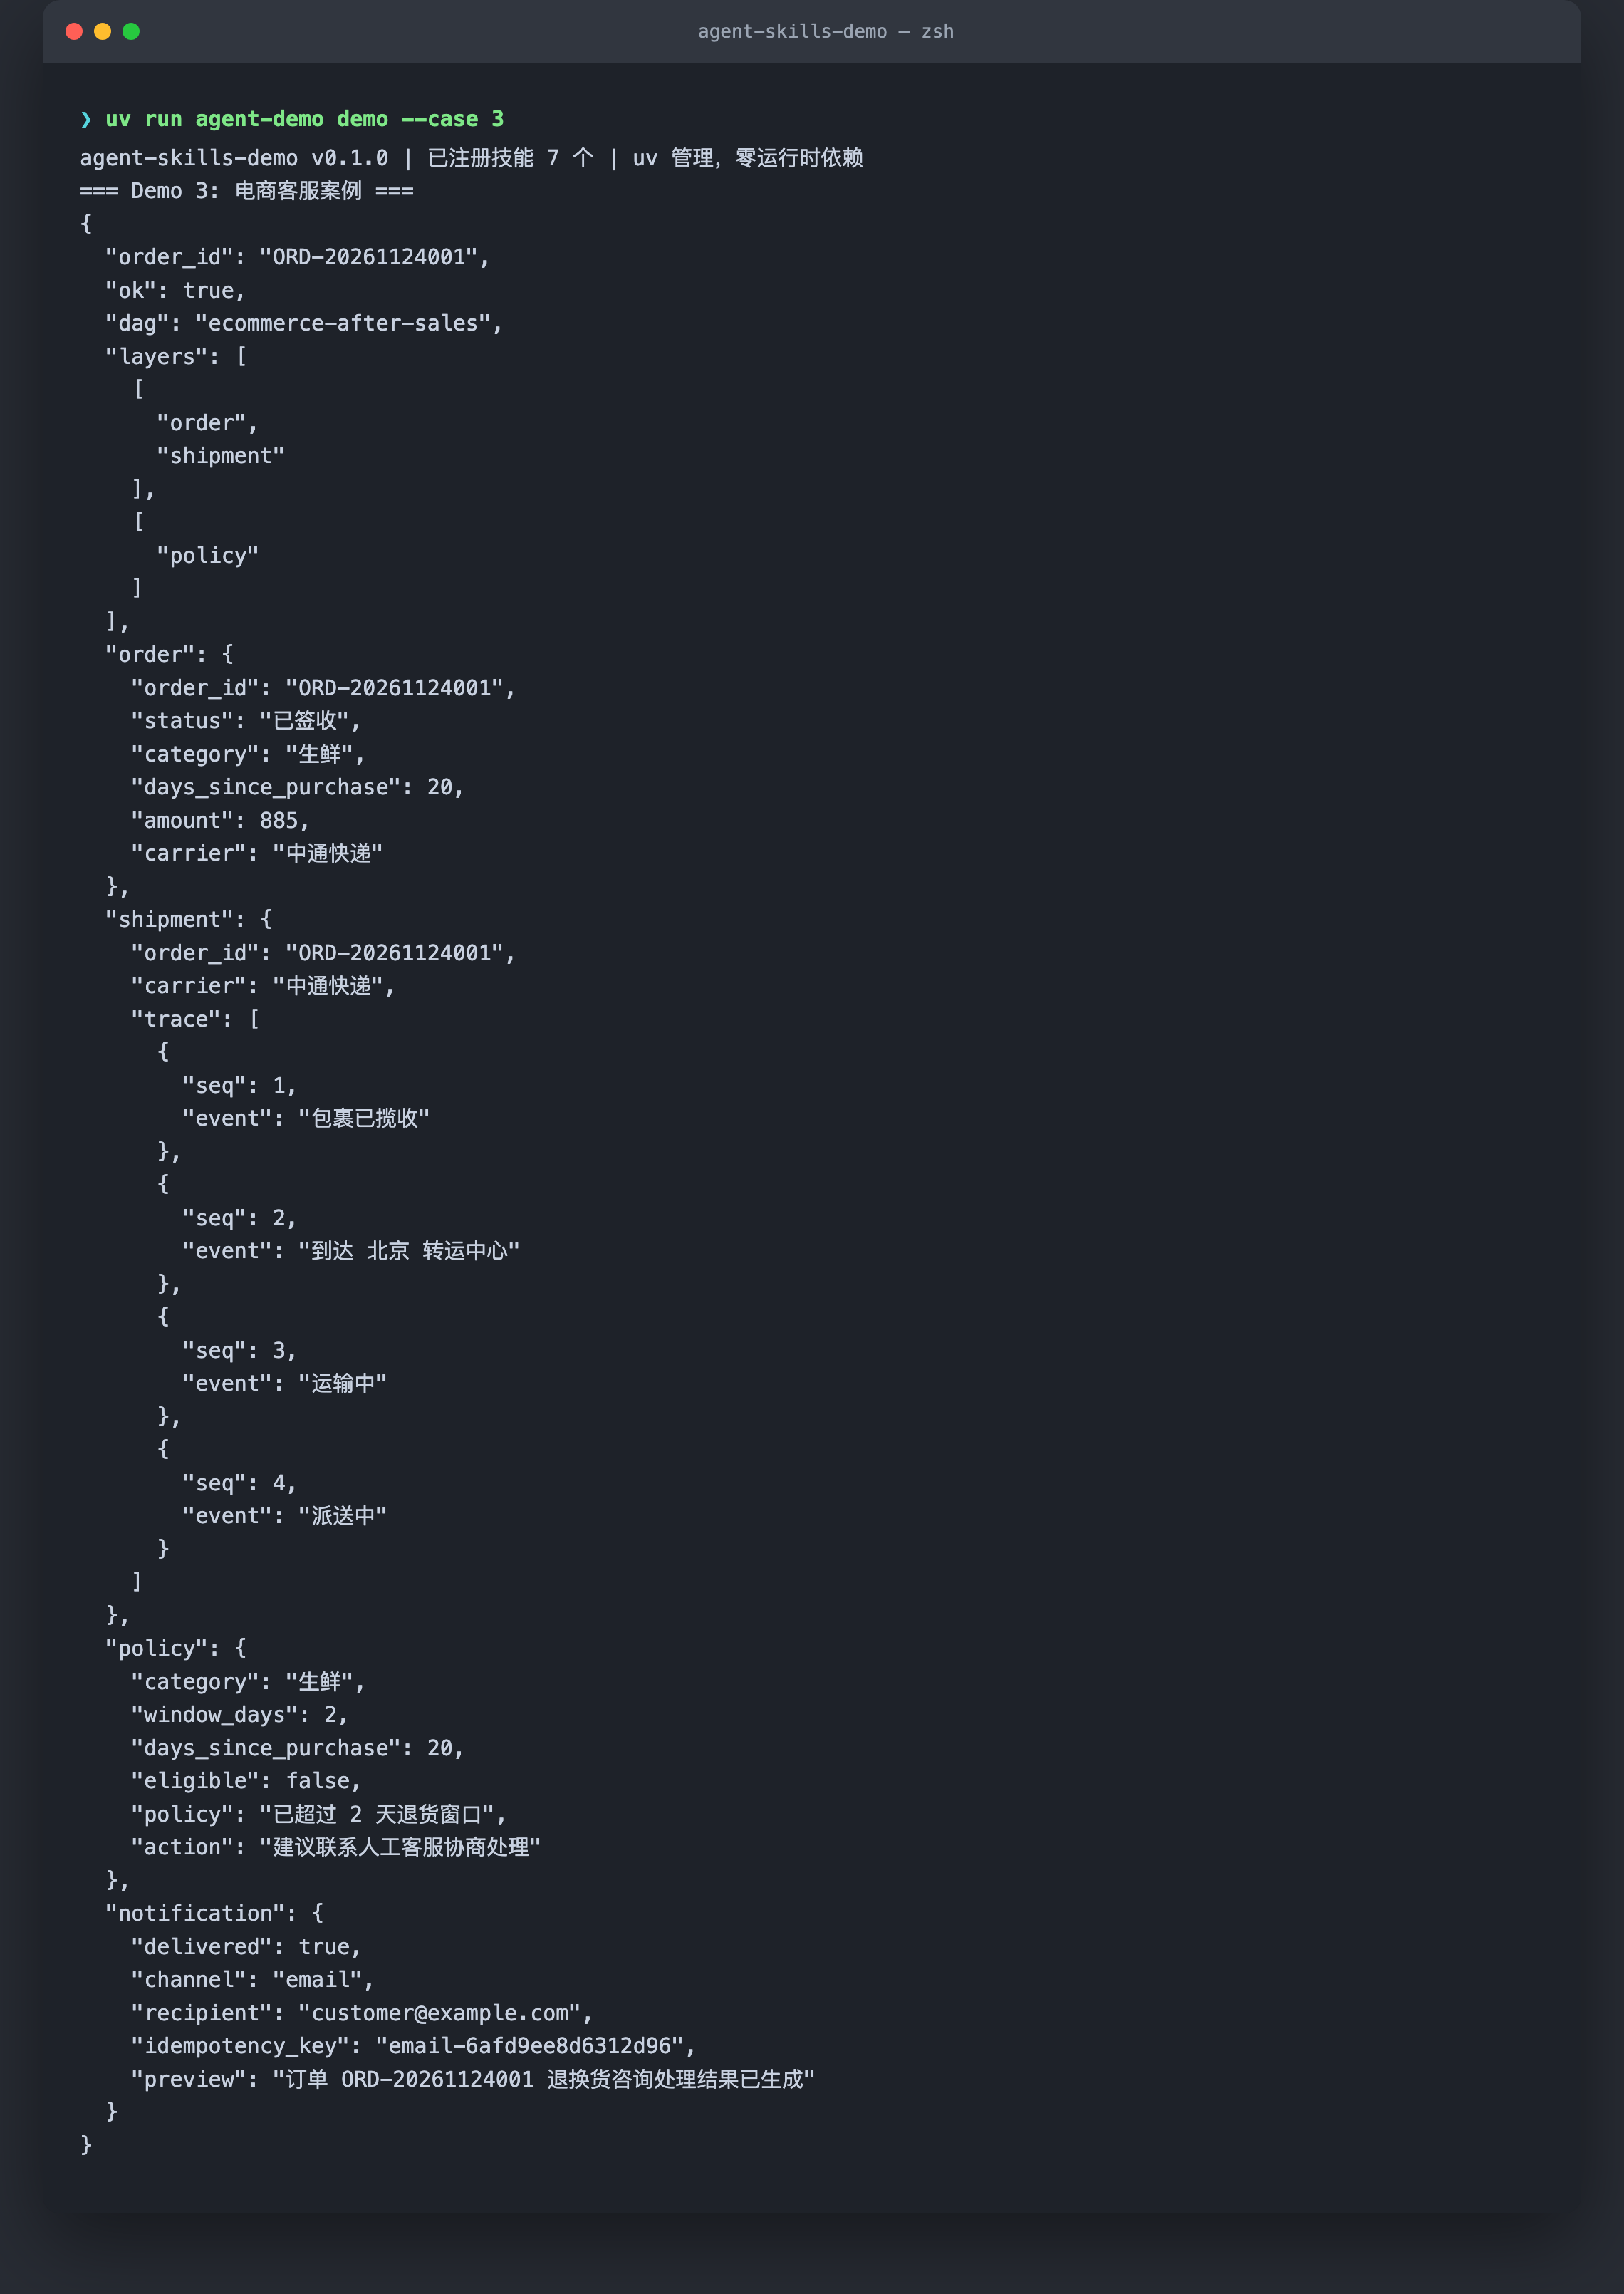 agent-skills-demo — zsh
❯ uv run agent-demo demo --case 3
agent-skills-demo v0.1.0 | 已注册技能 7 个 | uv 管理，零运行时依赖
=== Demo 3: 电商客服案例 ===
{
  "order_id": "ORD-20261124001",
  "ok": true,
  "dag": "ecommerce-after-sales",
  "layers": [
    [
      "order",
      "shipment"
    ],
    [
      "policy"
    ]
  ],
  "order": {
    "order_id": "ORD-20261124001",
    "status": "已签收",
    "category": "生鲜",
    "days_since_purchase": 20,
    "amount": 885,
    "carrier": "中通快递"
  },
  "shipment": {
    "order_id": "ORD-20261124001",
    "carrier": "中通快递",
    "trace": [
      {
        "seq": 1,
        "event": "包裹已揽收"
      },
      {
        "seq": 2,
        "event": "到达 北京 转运中心"
      },
      {
        "seq": 3,
        "event": "运输中"
      },
      {
        "seq": 4,
        "event": "派送中"
      }
    ]
  },
  "policy": {
    "category": "生鲜",
    "window_days": 2,
    "days_since_purchase": 20,
    "eligible": false,
    "policy": "已超过 2 天退货窗口",
    "action": "建议联系人工客服协商处理"
  },
  "notification": {
    "delivered": true,
    "channel": "email",
    "recipient": "customer@example.com",
    "idempotency_key": "email-6afd9ee8d6312d96",
    "preview": "订单 ORD-20261124001 退换货咨询处理结果已生成"
  }
}